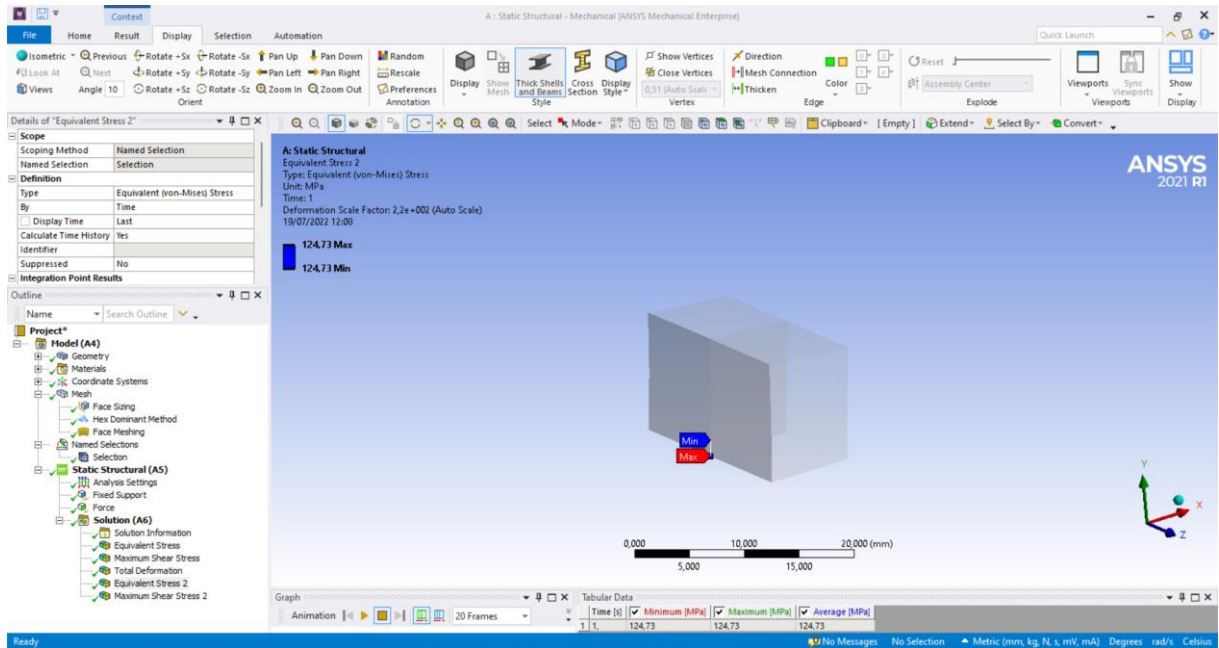 Context
A : Static Structural - Mechanical [ANSYS Mechanical Enterprise]
File Home Result Display Selection Automation
Quick Launch
Isometric Previous Rotate +Sx Rotate -Sx Pan Up Pan Down Random
Look At Next Rotate +Sy Rotate -Sy Pan Left Pan Right Rescale
Views Angle 10 Rotate +Sz Rotate -Sz Zoom In Zoom Out Preferences
Orient Annotation
Display Show Mesh Thick Shells and Beams Cross Section Display Style
Style
Show Vertices
Close Vertices
0,51 (Auto Scale
Vertex
Direction
Mesh Connection
Thicken
Color
Edge
Reset
Assembly Center
Explode
Viewports Sync Viewports
Viewports
Show
Display
Details of "Equivalent Stress 2"
Select Mode Clipboard [ Empty ] Extend Select By Convert
Scope
Scoping Method Named Selection
Named Selection Selection
Definition
Type Equivalent (von-Mises) Stress
By Time
Display Time Last
Calculate Time History Yes
Identifier
Suppressed No
Integration Point Results
Outline
Name Search Outline
Project*
Model (A4)
Geometry
Materials
Coordinate Systems
Mesh
Face Sizing
Hex Dominant Method
Face Meshing
Named Selections
Selection
Static Structural (A5)
Analysis Settings
Fixed Support
Force
Solution (A6)
Solution Information
Equivalent Stress
Maximum Shear Stress
Total Deformation
Equivalent Stress 2
Maximum Shear Stress 2
A: Static Structural
Equivalent Stress 2
Type: Equivalent (von-Mises) Stress
Unit: MPa
Time: 1
Deformation Scale Factor: 2,2e+002 (Auto Scale)
19/07/2022 12:08
124,73 Max
124,73 Min
ANSYS
2021 R1
Min
Max
Y
X
Z
0,000 10,000 20,000 (mm)
5,000 15,000
Graph
Animation 20 Frames
Tabular Data
Time [s] Minimum [MPa] Maximum [MPa] Average [MPa]
1 1, 124,73 124,73 124,73
Ready No Messages No Selection Metric (mm, kg, N, s, mV, mA) Degrees rad/s Celsius